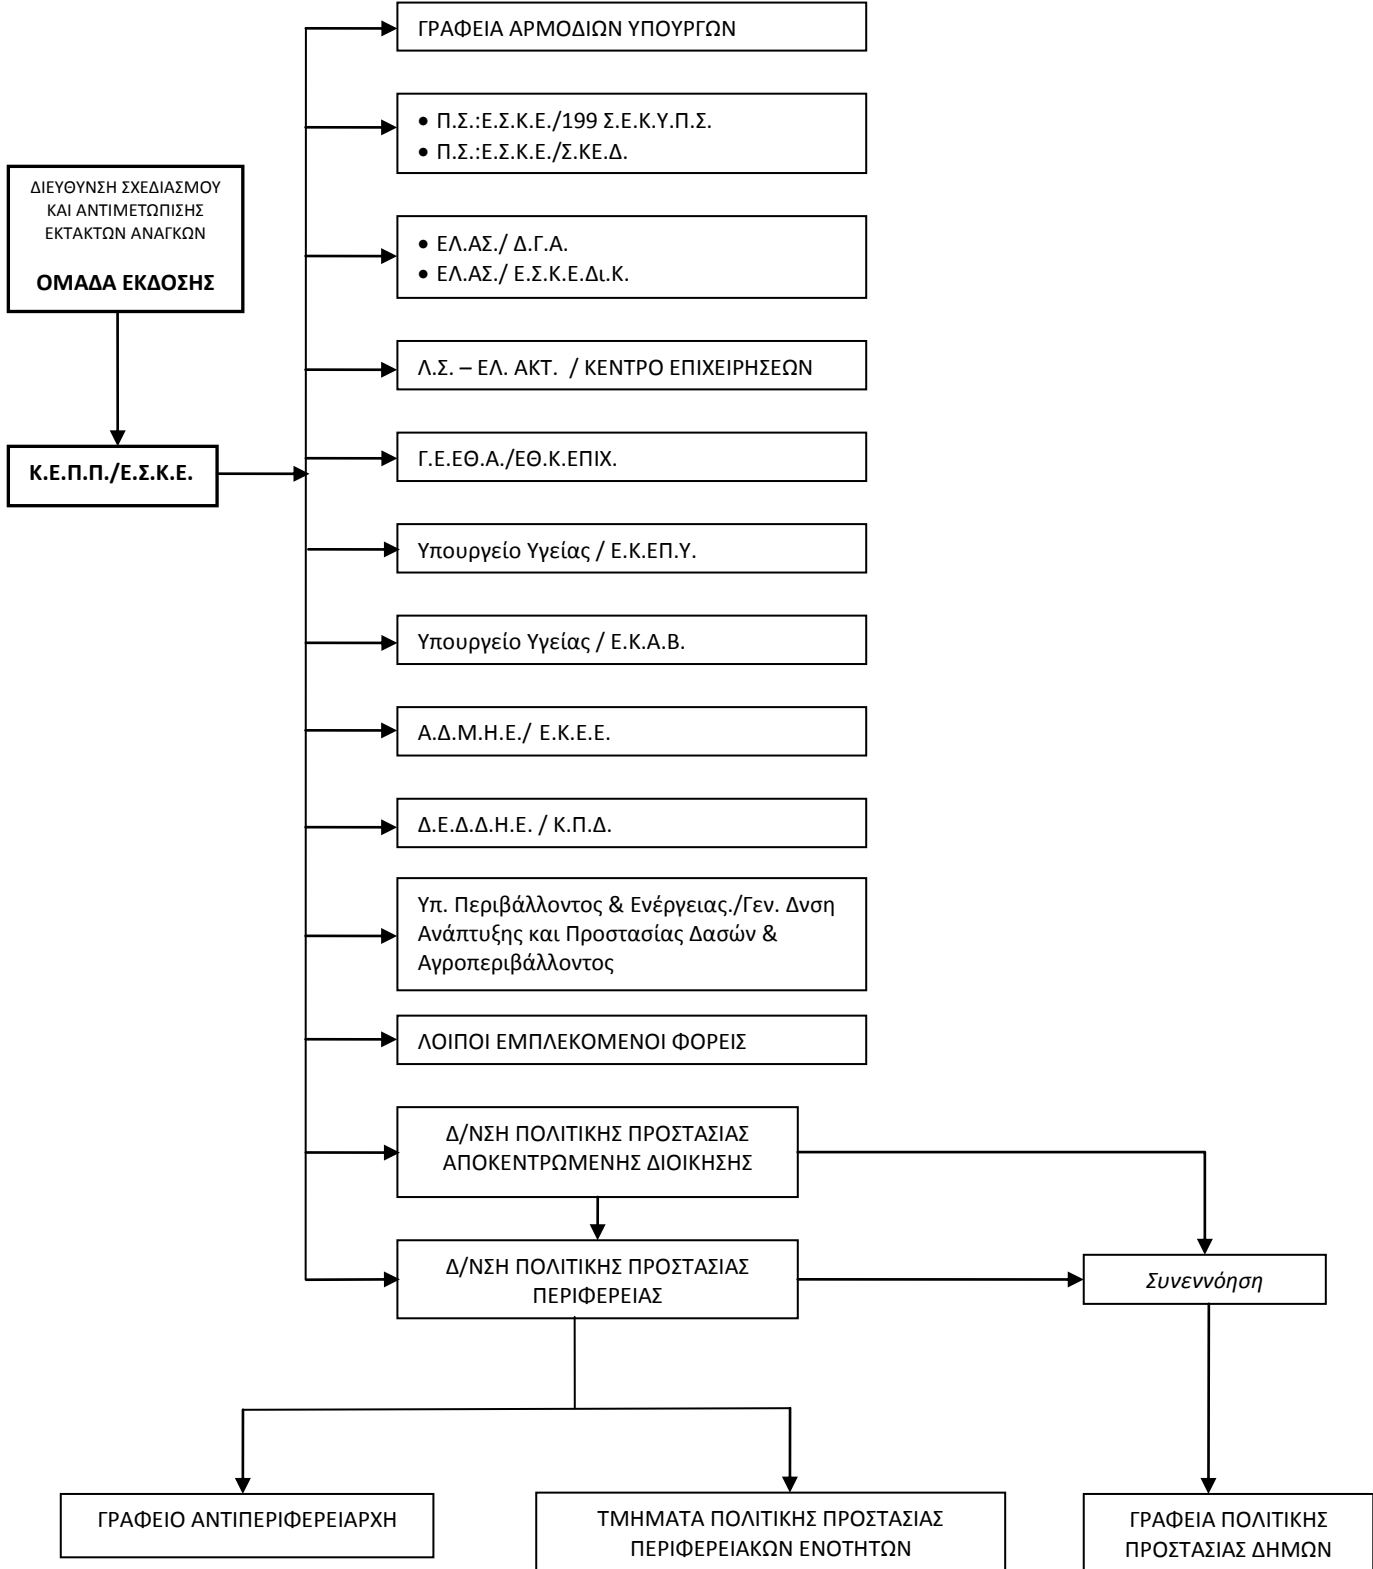 ΓΡΑΦΕΙΑ ΑΡΜΟΔΙΩΝ ΥΠΟΥΡΓΩΝ
• Π.Σ.:Ε.Σ.Κ.Ε./199 Σ.Ε.Κ.Υ.Π.Σ.
• Π.Σ.:Ε.Σ.Κ.Ε./Σ.ΚΕ.Δ.
ΔΙΕΥΘΥΝΣΗ ΣΧΕΔΙΑΣΜΟΥ
ΚΑΙ ΑΝΤΙΜΕΤΩΠΙΣΗΣ
ΕΚΤΑΚΤΩΝ ΑΝΑΓΚΩΝ
ΟΜΑΔΑ ΕΚΔΟΣΗΣ
• ΕΛ.ΑΣ./ Δ.Γ.Α.
• ΕΛ.ΑΣ./ Ε.Σ.Κ.Ε.Δι.Κ.
Λ.Σ. – ΕΛ. ΑΚΤ. / ΚΕΝΤΡΟ ΕΠΙΧΕΙΡΗΣΕΩΝ
Κ.Ε.Π.Π./Ε.Σ.Κ.Ε.
Γ.Ε.ΕΘ.Α./ΕΘ.Κ.ΕΠΙΧ.
Υπουργείο Υγείας / Ε.Κ.ΕΠ.Υ.
Υπουργείο Υγείας / Ε.Κ.Α.Β.
Α.Δ.Μ.Η.Ε./ Ε.Κ.Ε.Ε.
Δ.Ε.Δ.Δ.Η.Ε. / Κ.Π.Δ.
Υπ. Περιβάλλοντος & Ενέργειας./Γεν. Δνση
Ανάπτυξης και Προστασίας Δασών &
Αγροπεριβάλλοντος
ΛΟΙΠΟΙ ΕΜΠΛΕΚΟΜΕΝΟΙ ΦΟΡΕΙΣ
Δ/ΝΣΗ ΠΟΛΙΤΙΚΗΣ ΠΡΟΣΤΑΣΙΑΣ
ΑΠΟΚΕΝΤΡΩΜΕΝΗΣ ΔΙΟΙΚΗΣΗΣ
Δ/ΝΣΗ ΠΟΛΙΤΙΚΗΣ ΠΡΟΣΤΑΣΙΑΣ
ΠΕΡΙΦΕΡΕΙΑΣ
Συνεννόηση
ΓΡΑΦΕΙΟ ΑΝΤΙΠΕΡΙΦΕΡΕΙΑΡΧΗ
ΤΜΗΜΑΤΑ ΠΟΛΙΤΙΚΗΣ ΠΡΟΣΤΑΣΙΑΣ
ΠΕΡΙΦΕΡΕΙΑΚΩΝ ΕΝΟΤΗΤΩΝ
ΓΡΑΦΕΙΑ ΠΟΛΙΤΙΚΗΣ
ΠΡΟΣΤΑΣΙΑΣ ΔΗΜΩΝ